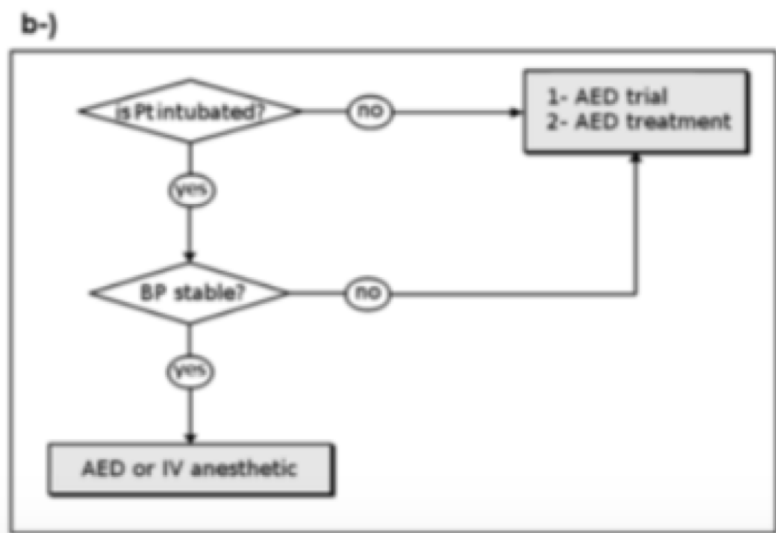 b-)
is Pt intubated?
no
1- AED trial
2- AED treatment
yes
BP stable?
no
yes
AED or IV anesthetic